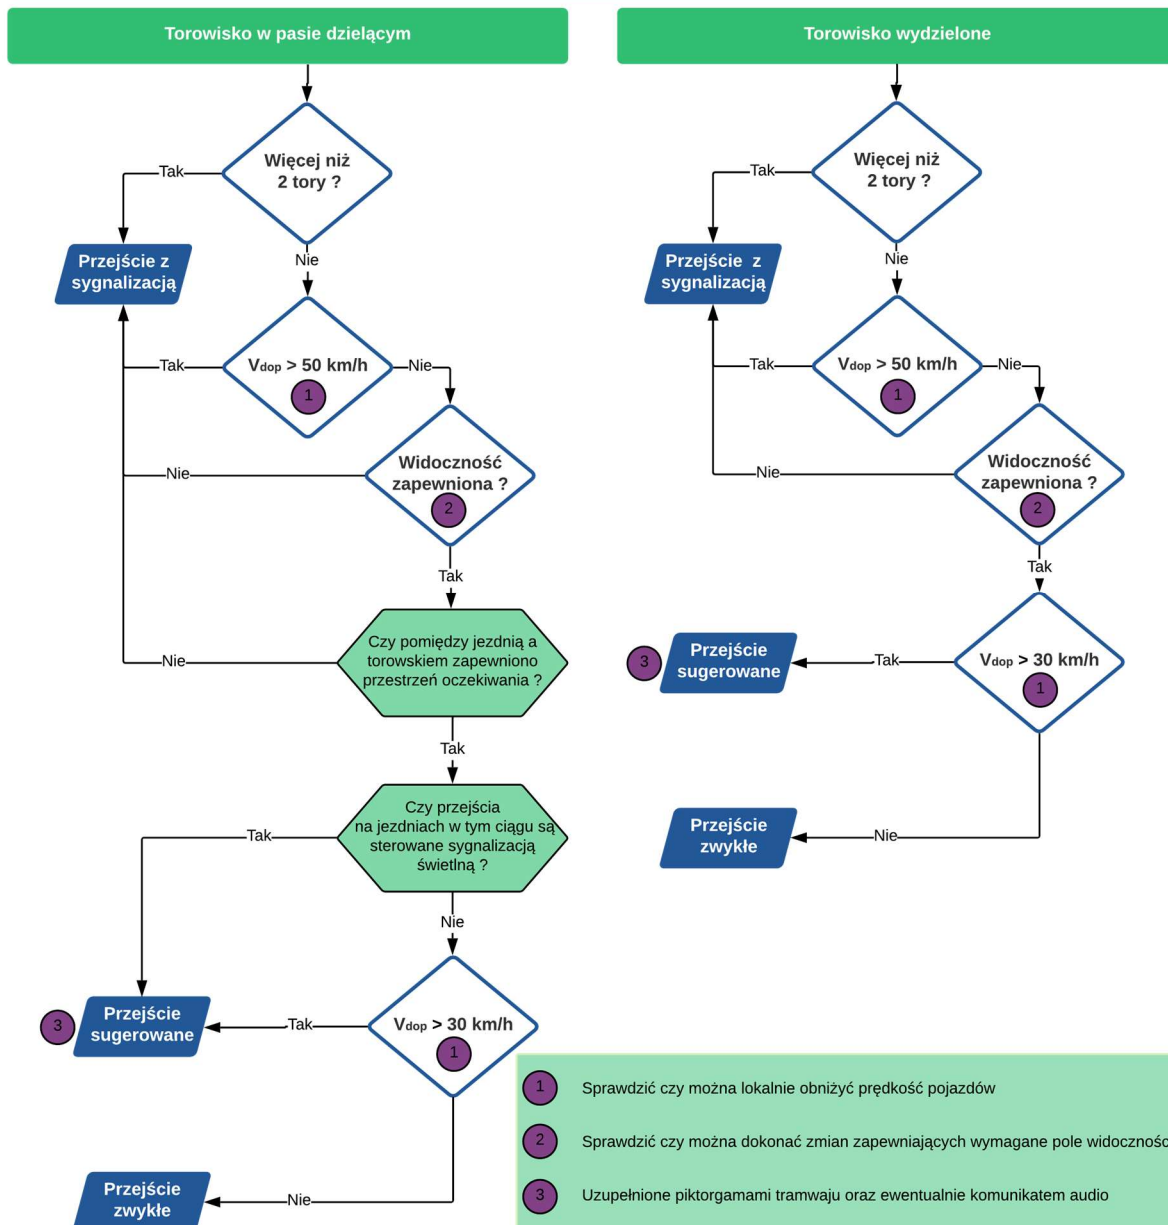 Torowisko w pasie dzielącym
Więcej niż
2 tory ?
Tak
Przejście z
sygnalizacją
Nie
Vdop > 50 km/h
1
Tak
Nie
Widoczność
zapewniona ?
2
Nie
Tak
Czy pomiędzy jezdnią a
torowskiem zapewniono
przestrzeń oczekiwania ?
Nie
Tak
Czy przejścia
na jezdniach w tym ciągu są
sterowane sygnalizacją
świetlną ?
Tak
Nie
Vdop > 30 km/h
1
Tak
3
Przejście
sugerowane
Nie
Przejście
zwykłe
Torowisko wydzielone
Więcej niż
2 tory ?
Tak
Przejście z
sygnalizacją
Nie
Vdop > 50 km/h
1
Tak
Nie
Widoczność
zapewniona ?
2
Nie
Tak
Vdop > 30 km/h
1
Tak
3
Przejście
sugerowane
Nie
Przejście
zwykłe
1 Sprawdzić czy można lokalnie obniżyć prędkość pojazdów
2 Sprawdzić czy można dokonać zmian zapewniających wymagane pole widocznośc
3 Uzupełnione piktorgamami tramwaju oraz ewentualnie komunikatem audio